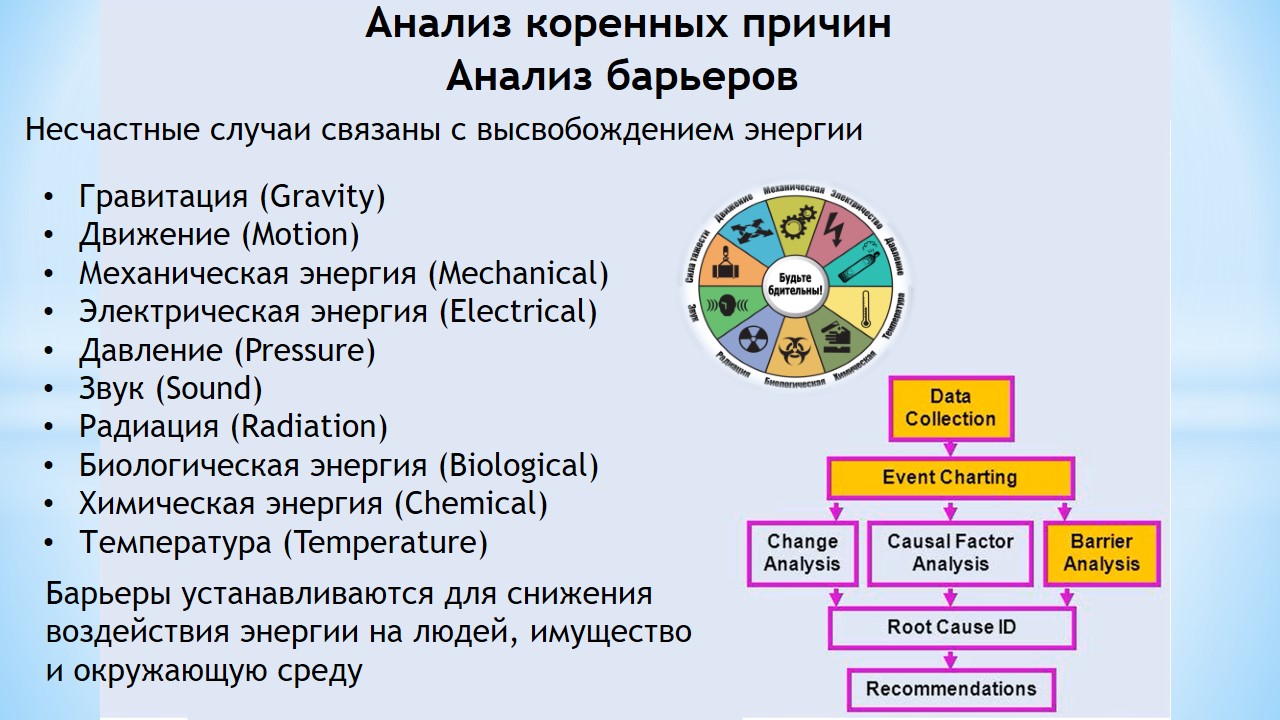 Анализ коренных причин
Анализ барьеров
Несчастные случаи связаны с высвобождением энергии
• Гравитация (Gravity)
• Движение (Motion)
• Механическая энергия (Mechanical)
• Электрическая энергия (Electrical)
• Давление (Pressure)
• Звук (Sound)
• Радиация (Radiation)
• Биологическая энергия (Biological)
• Химическая энергия (Chemical)
• Температура (Temperature)
Барьеры устанавливаются для снижения
воздействия энергии на людей, имущество
и окружающую среду
Механическая
Электричество
Давление
Температура
Химическая
Биологическая
Радиация
Звук
Сила тяжести
Движение
Будьте
бдительны!
Data
Collection
Event Charting
Change
Analysis
Causal Factor
Analysis
Barrier
Analysis
Root Cause ID
Recommendations